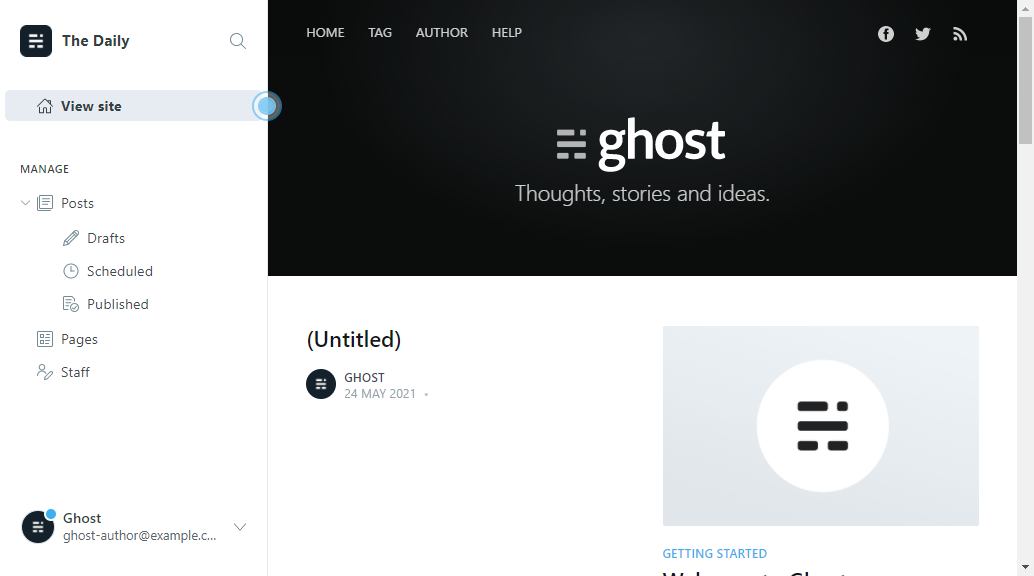 The Daily
View site
MANAGE
Posts
Drafts
Scheduled
Published
Pages
Staff
Ghost
ghost-author@example.c...
HOME TAG AUTHOR HELP
ghost
Thoughts, stories and ideas.
(Untitled)
GHOST
24 MAY 2021 •
GETTING STARTED